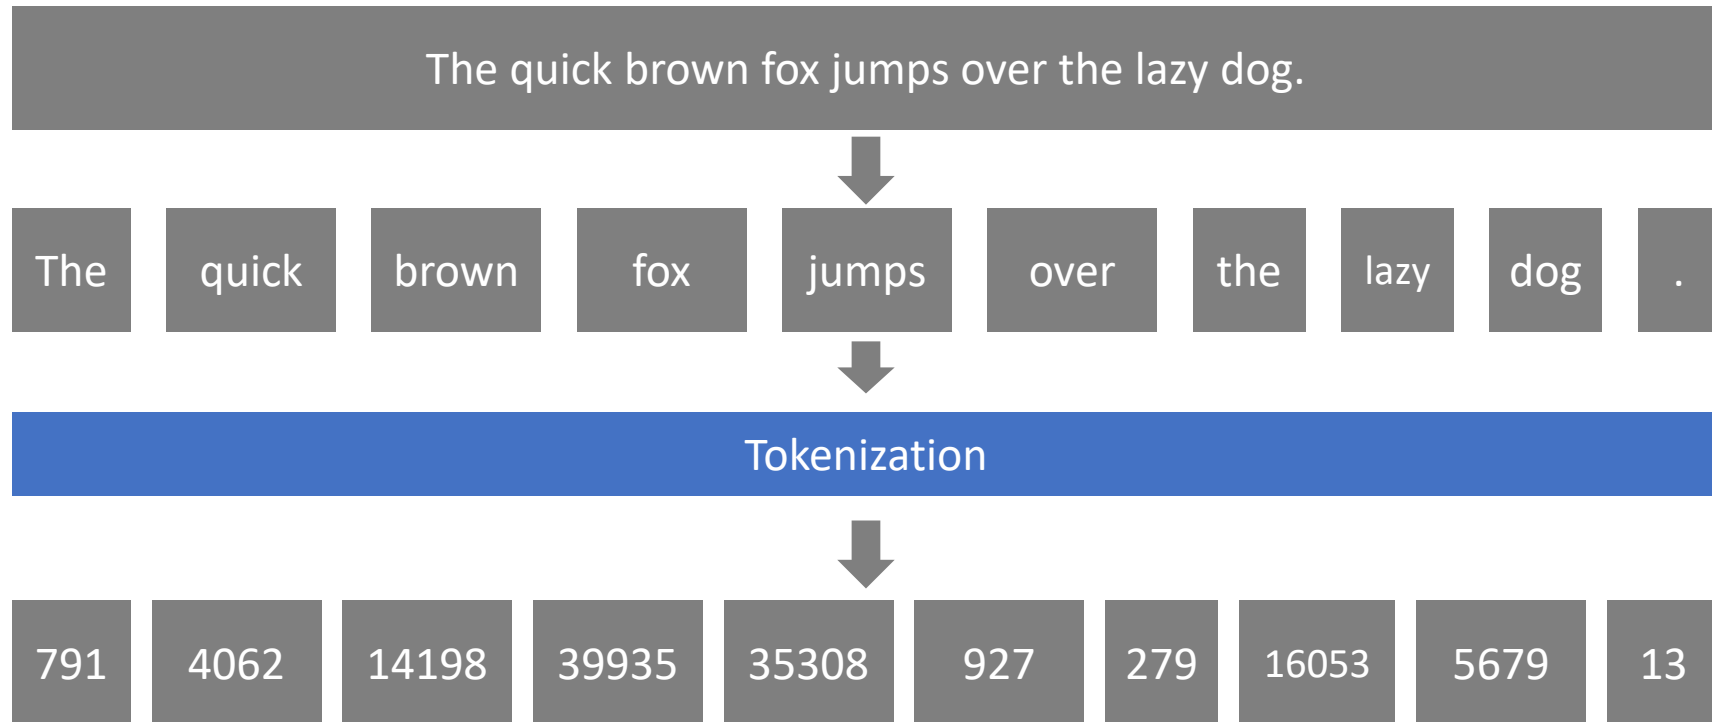 The quick brown fox jumps over the lazy dog.
The quick brown fox jumps over the lazy dog .
Tokenization
791 4062 14198 39935 35308 927 279 16053 5679 13